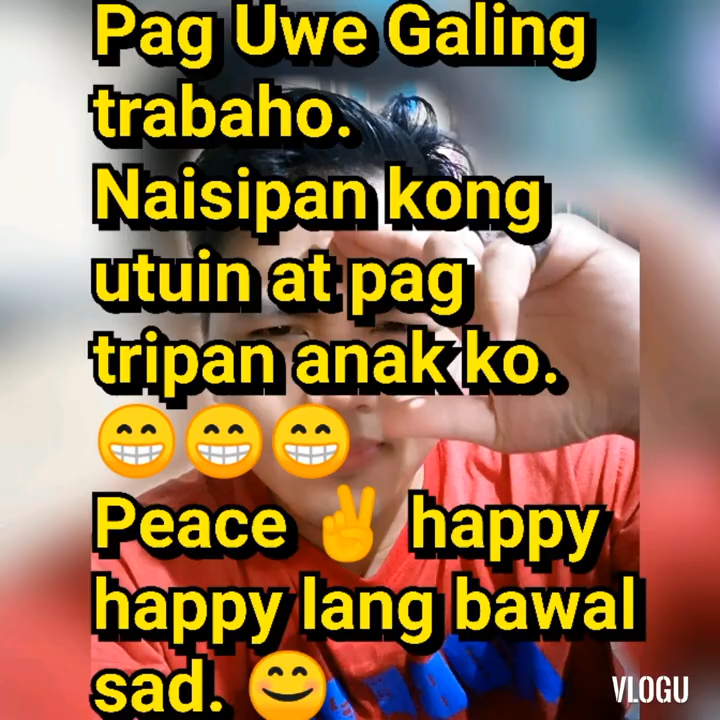 Pag Uwe Galing
trabaho.
Naisipan kong
utuin at pag
tripan anak ko.
😁😁😁
Peace ✌ happy
happy lang bawal
sad. 😊
VLOGU